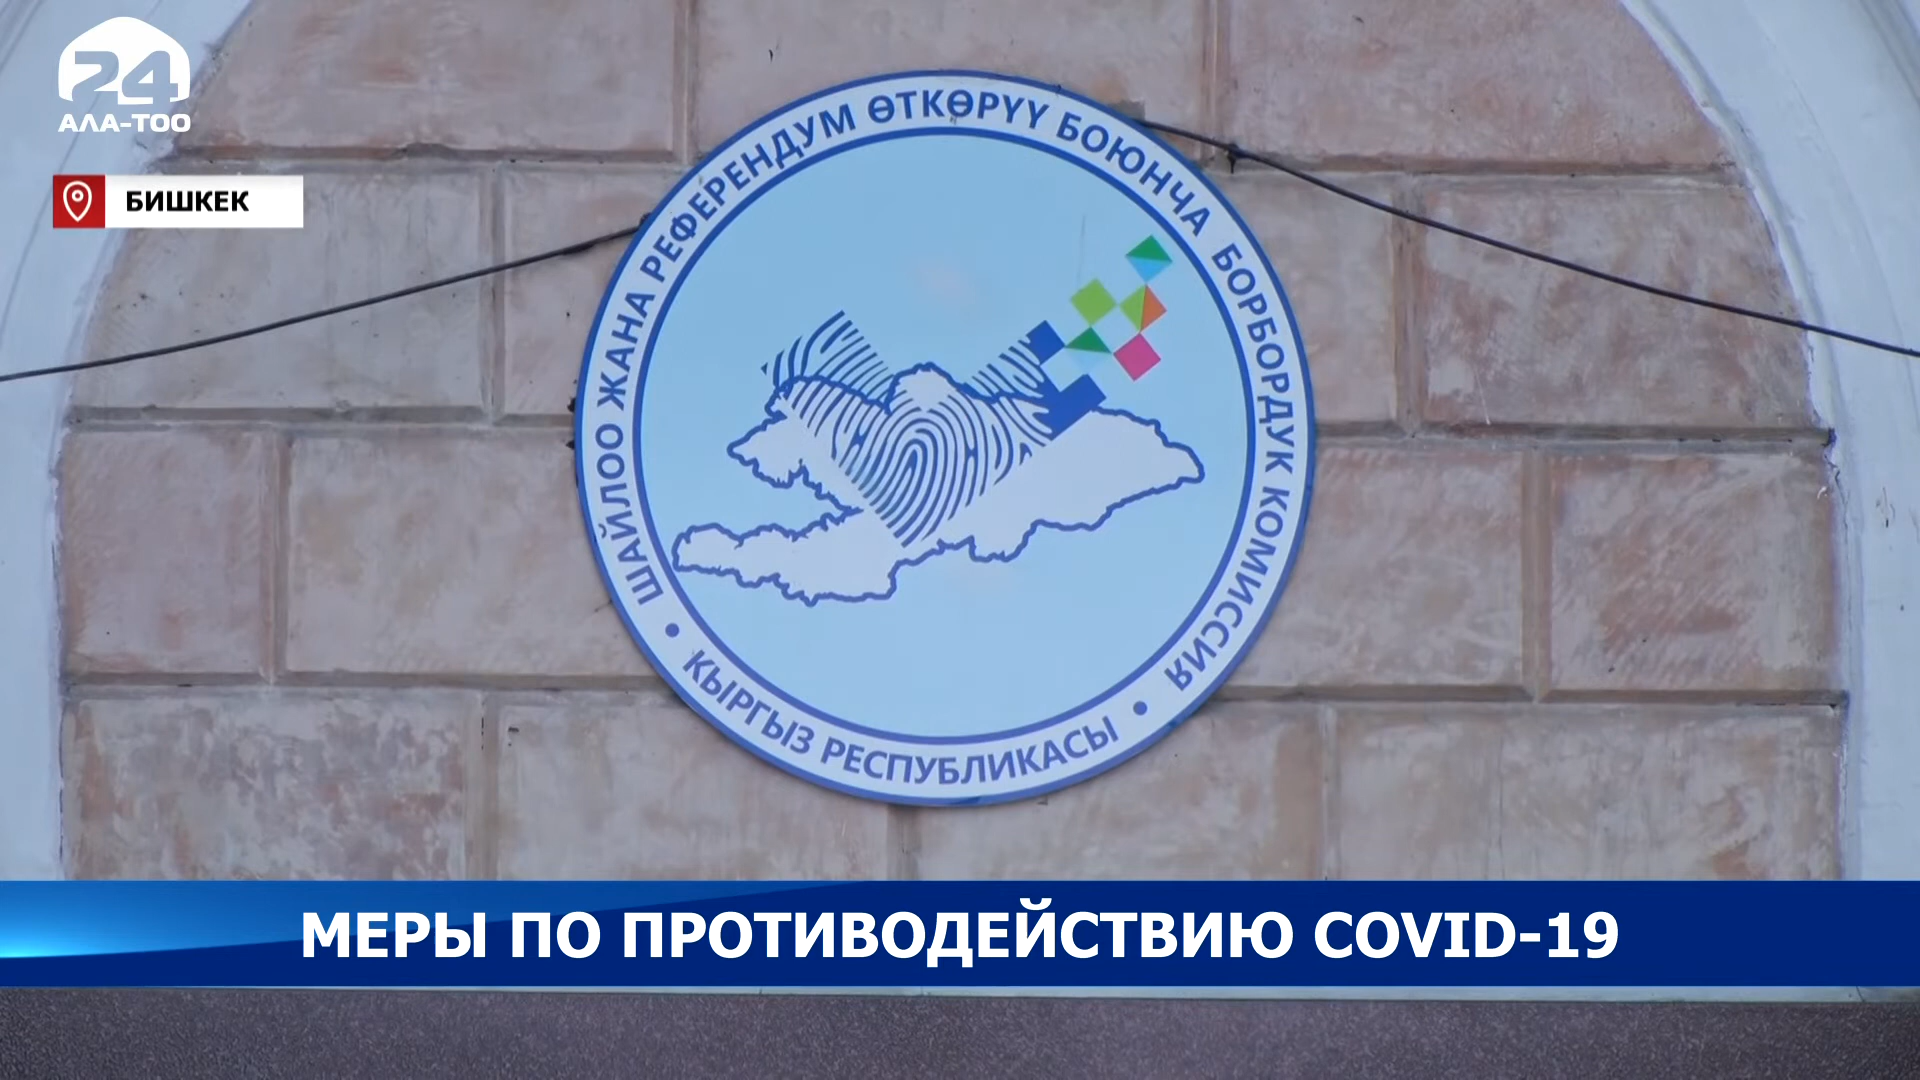 24
АЛА-ТОО
БИШКЕК
ШАЙЛОО ЖАНА РЕФЕРЕНДУМ ӨТКӨРҮҮ БОЮНЧА БОРБОРДУК КОМИССИЯ
• КЫРГЫЗ РЕСПУБЛИКАСЫ •
МЕРЫ ПО ПРОТИВОДЕЙСТВИЮ COVID-19